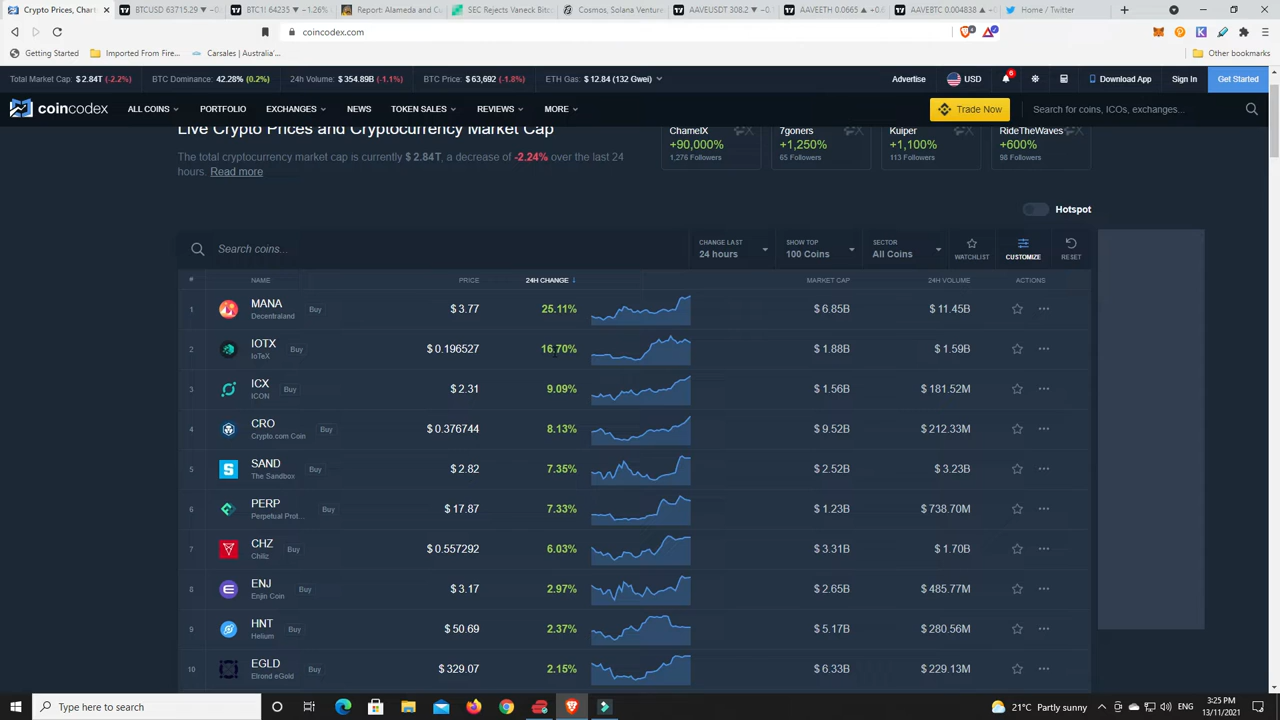 Crypto Prices, Char
BTCUSD 63715.29 ▼ −0
BTC1! 64235 ▼ −1.26%
Report: Alameda and Cu
SEC Rejects Vaneck Bitc
Cosmos, Solana Venture
AAVEUSDT 308.2 ▼ −0
AAVEETH 0.0665 ▲ +0.
AAVEBTC 0.004838 ▲ +
Home / Twitter
coincodex.com
Getting Started
Imported From Fire...
Carsales | Australia'...
Other bookmarks
Total Market Cap: $ 2.84T (-2.2%)
BTC Dominance: 42.28% (0.2%)
24h Volume: $ 354.89B (-1.1%)
BTC Price: $ 63,692 (-1.8%)
ETH Gas: $ 12.84 (132 Gwei)
Advertise
USD
6
Download App
Sign In
Get Started
coincodex
ALL COINS
PORTFOLIO
EXCHANGES
NEWS
TOKEN SALES
REVIEWS
MORE
Trade Now
Search for coins, ICOs, exchanges...
Live Crypto Prices and Cryptocurrency Market Cap
The total cryptocurrency market cap is currently $ 2.84T, a decrease of -2.24% over the last 24
hours. Read more
ChamelX
+90,000%
1,276 Followers
7goners
+1,250%
65 Followers
Kuiper
+1,100%
113 Followers
RideTheWaves
+600%
98 Followers
Hotspot
Search coins...
CHANGE LAST
24 hours
SHOW TOP
100 Coins
SECTOR
All Coins
WATCHLIST
CUSTOMIZE
RESET
# NAME PRICE 24H CHANGE ↓ MARKET CAP 24H VOLUME ACTIONS
1 MANA Decentraland Buy $ 3.77 25.11% $ 6.85B $ 11.45B
2 IOTX IoTeX Buy $ 0.196527 16.70% $ 1.88B $ 1.59B
3 ICX ICON Buy $ 2.31 9.09% $ 1.56B $ 181.52M
4 CRO Crypto.com Coin Buy $ 0.376744 8.13% $ 9.52B $ 212.33M
5 SAND The Sandbox Buy $ 2.82 7.35% $ 2.52B $ 3.23B
6 PERP Perpetual Prot... Buy $ 17.87 7.33% $ 1.23B $ 738.70M
7 CHZ Chiliz Buy $ 0.557292 6.03% $ 3.31B $ 1.70B
8 ENJ Enjin Coin Buy $ 3.17 2.97% $ 2.65B $ 485.77M
9 HNT Helium Buy $ 50.69 2.37% $ 5.17B $ 280.56M
10 EGLD Elrond eGold Buy $ 329.07 2.15% $ 6.33B $ 229.13M
Type here to search
21°C Partly sunny
ENG
3:25 PM
13/11/2021